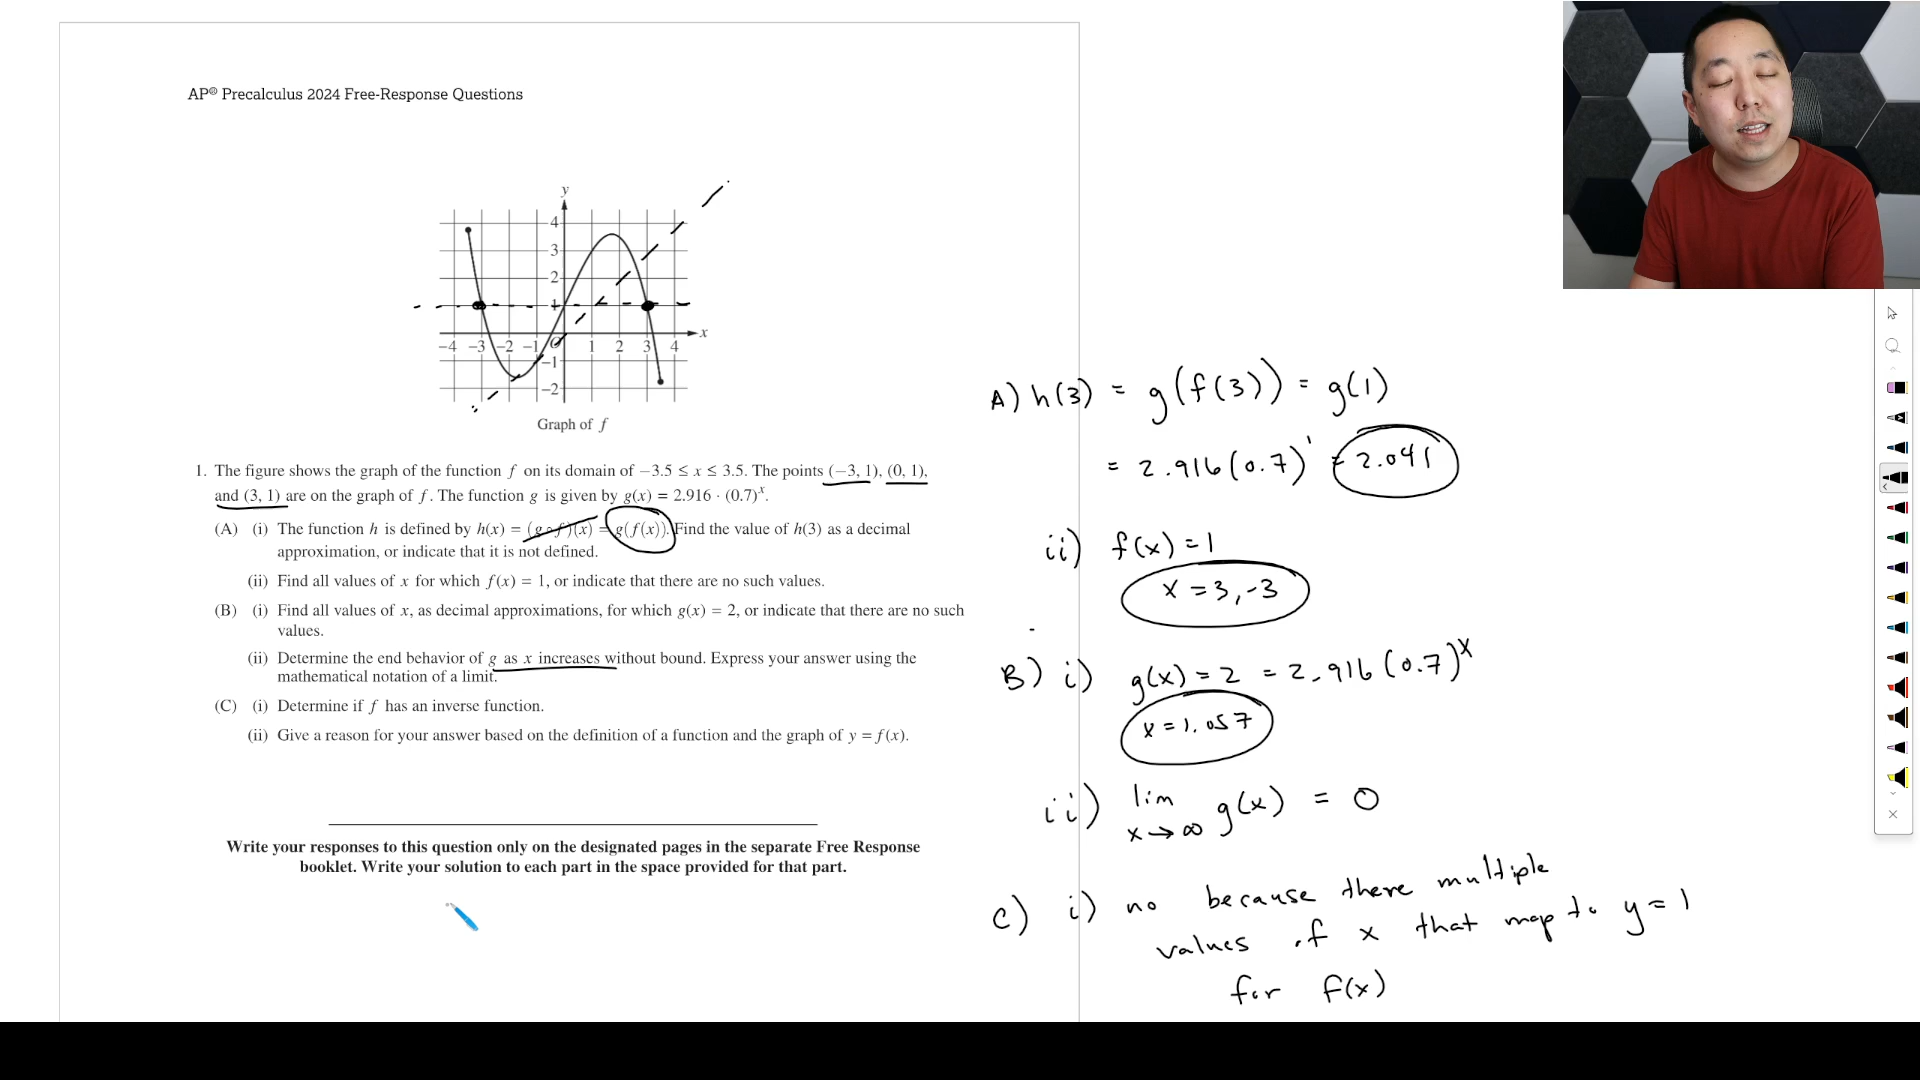 AP® Precalculus 2024 Free-Response Questions
y
4
3
2
1
x
−4 −3 −2 −1 O 1 2 3 4
−1
−2
Graph of f
1. The figure shows the graph of the function f on its domain of −3.5 ≤ x ≤ 3.5. The points (−3, 1), (0, 1),
and (3, 1) are on the graph of f. The function g is given by g(x) = 2.916 · (0.7)^x.
(A) (i) The function h is defined by h(x) = (g ∘ f)(x) = g(f(x)). Find the value of h(3) as a decimal
approximation, or indicate that it is not defined.
(ii) Find all values of x for which f(x) = 1, or indicate that there are no such values.
(B) (i) Find all values of x, as decimal approximations, for which g(x) = 2, or indicate that there are no such
values.
(ii) Determine the end behavior of g as x increases without bound. Express your answer using the
mathematical notation of a limit.
(C) (i) Determine if f has an inverse function.
(ii) Give a reason for your answer based on the definition of a function and the graph of y = f(x).
Write your responses to this question only on the designated pages in the separate Free Response
booklet. Write your solution to each part in the space provided for that part.
A) h(3) = g(f(3)) = g(1)
= 2.916(0.7)^1 = 2.041
ii) f(x) = 1
x = 3, -3
B) i) g(x) = 2 = 2.916(0.7)^x
x = 1.057
ii) lim x→∞ g(x) = 0
C) i) no because there multiple
values of x that map to y = 1
for f(x)